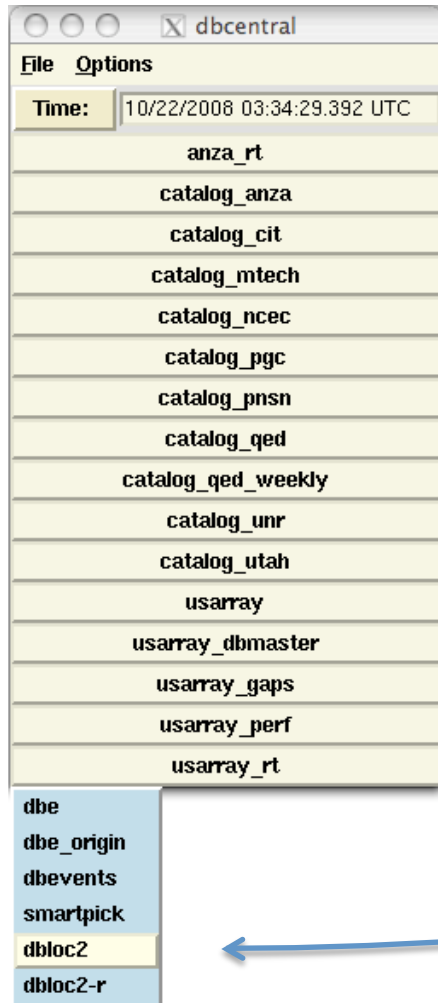 dbcentral
File Options
Time: 10/22/2008 03:34:29.392 UTC
anza_rt
catalog_anza
catalog_cit
catalog_mtech
catalog_ncec
catalog_pgc
catalog_pnsn
catalog_qed
catalog_qed_weekly
catalog_unr
catalog_utah
usarray
usarray_dbmaster
usarray_gaps
usarray_perf
usarray_rt
dbe
dbe_origin
dbevents
smartpick
dbloc2
dbloc2-r